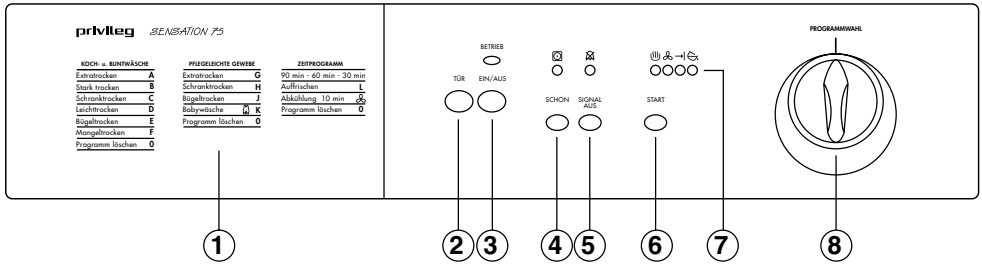 privileg SENSATION 75
KOCH- u. BUNTWÄSCHE
Extratrocken A
Stark trocken B
Schranktrocken C
Leichttrocken D
Bügeltrocken E
Mangeltrocken F
Programm löschen 0
PFLEGELEICHTE GEWEBE
Extratrocken G
Schranktrocken H
Bügeltrocken J
Babywäsche K
Programm löschen 0
ZEITPROGRAMM
90 min - 60 min - 30 min
Auffrischen L
Abkühlung 10 min
Programm löschen 0
BETRIEB
TÜR EIN/AUS
SCHON SIGNAL AUS START
PROGRAMMWAHL
1 2 3 4 5 6 7 8